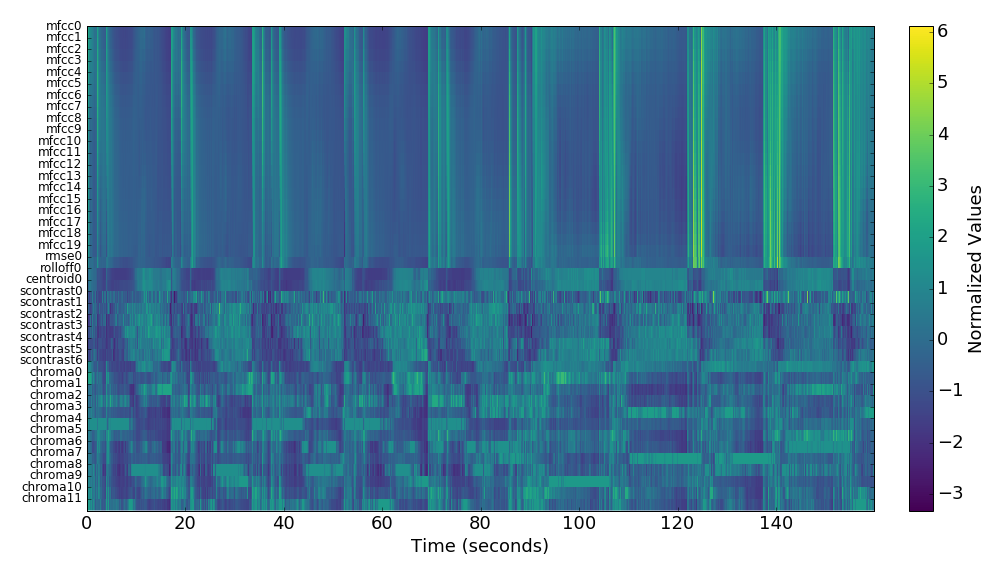 mfcc0
mfcc1
mfcc2
mfcc3
mfcc4
mfcc5
mfcc6
mfcc7
mfcc8
mfcc9
mfcc10
mfcc11
mfcc12
mfcc13
mfcc14
mfcc15
mfcc16
mfcc17
mfcc18
mfcc19
rmse0
rolloff0
centroid0
scontrast0
scontrast1
scontrast2
scontrast3
scontrast4
scontrast5
scontrast6
chroma0
chroma1
chroma2
chroma3
chroma4
chroma5
chroma6
chroma7
chroma8
chroma9
chroma10
chroma11
0 20 40 60 80 100 120 140
Time (seconds)
6
5
4
3
2
1
0
−1
−2
−3
Normalized Values